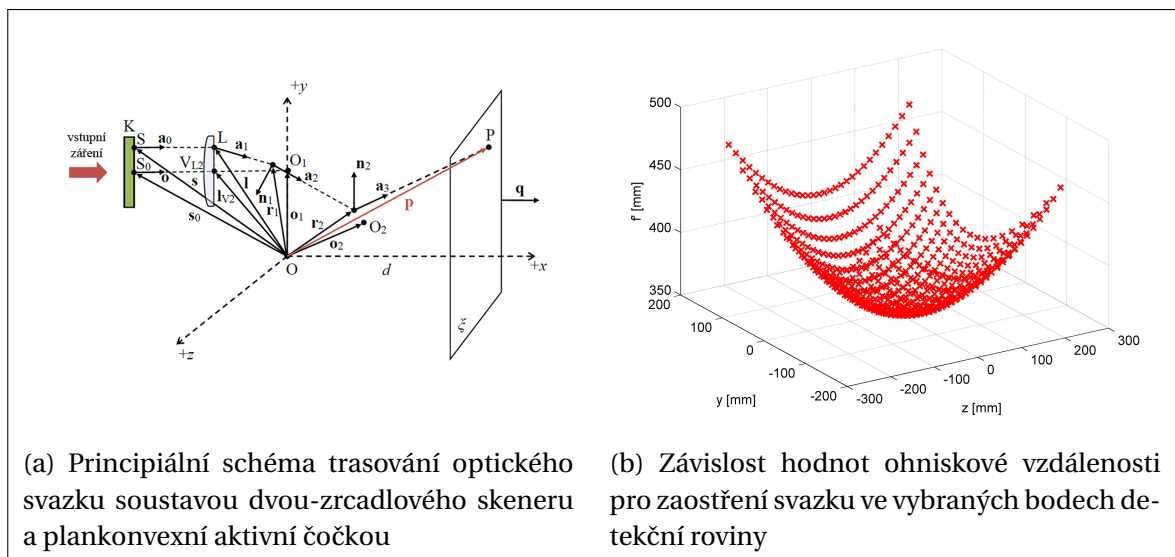 +y
K
vstupní
záření
S
a₀
L
a₁
P
S₀
V_L2
O₁
n₂
o
s
l
a₂
a₃
q
l_V2
n₁
r₁
o₁
p
s₀
r₂
O₂
o₂
O
d
+x
+z
ξ
500
450
400
350
f' [mm]
200
100
0
-100
-200
y [mm]
-300
-200
-100
0
100
200
300
z [mm]
(a) Principiální schéma trasování optického
svazku soustavou dvou-zrcadlového skeneru
a plankonvexní aktivní čočkou
(b) Závislost hodnot ohniskové vzdálenosti
pro zaostření svazku ve vybraných bodech de-
tekční roviny